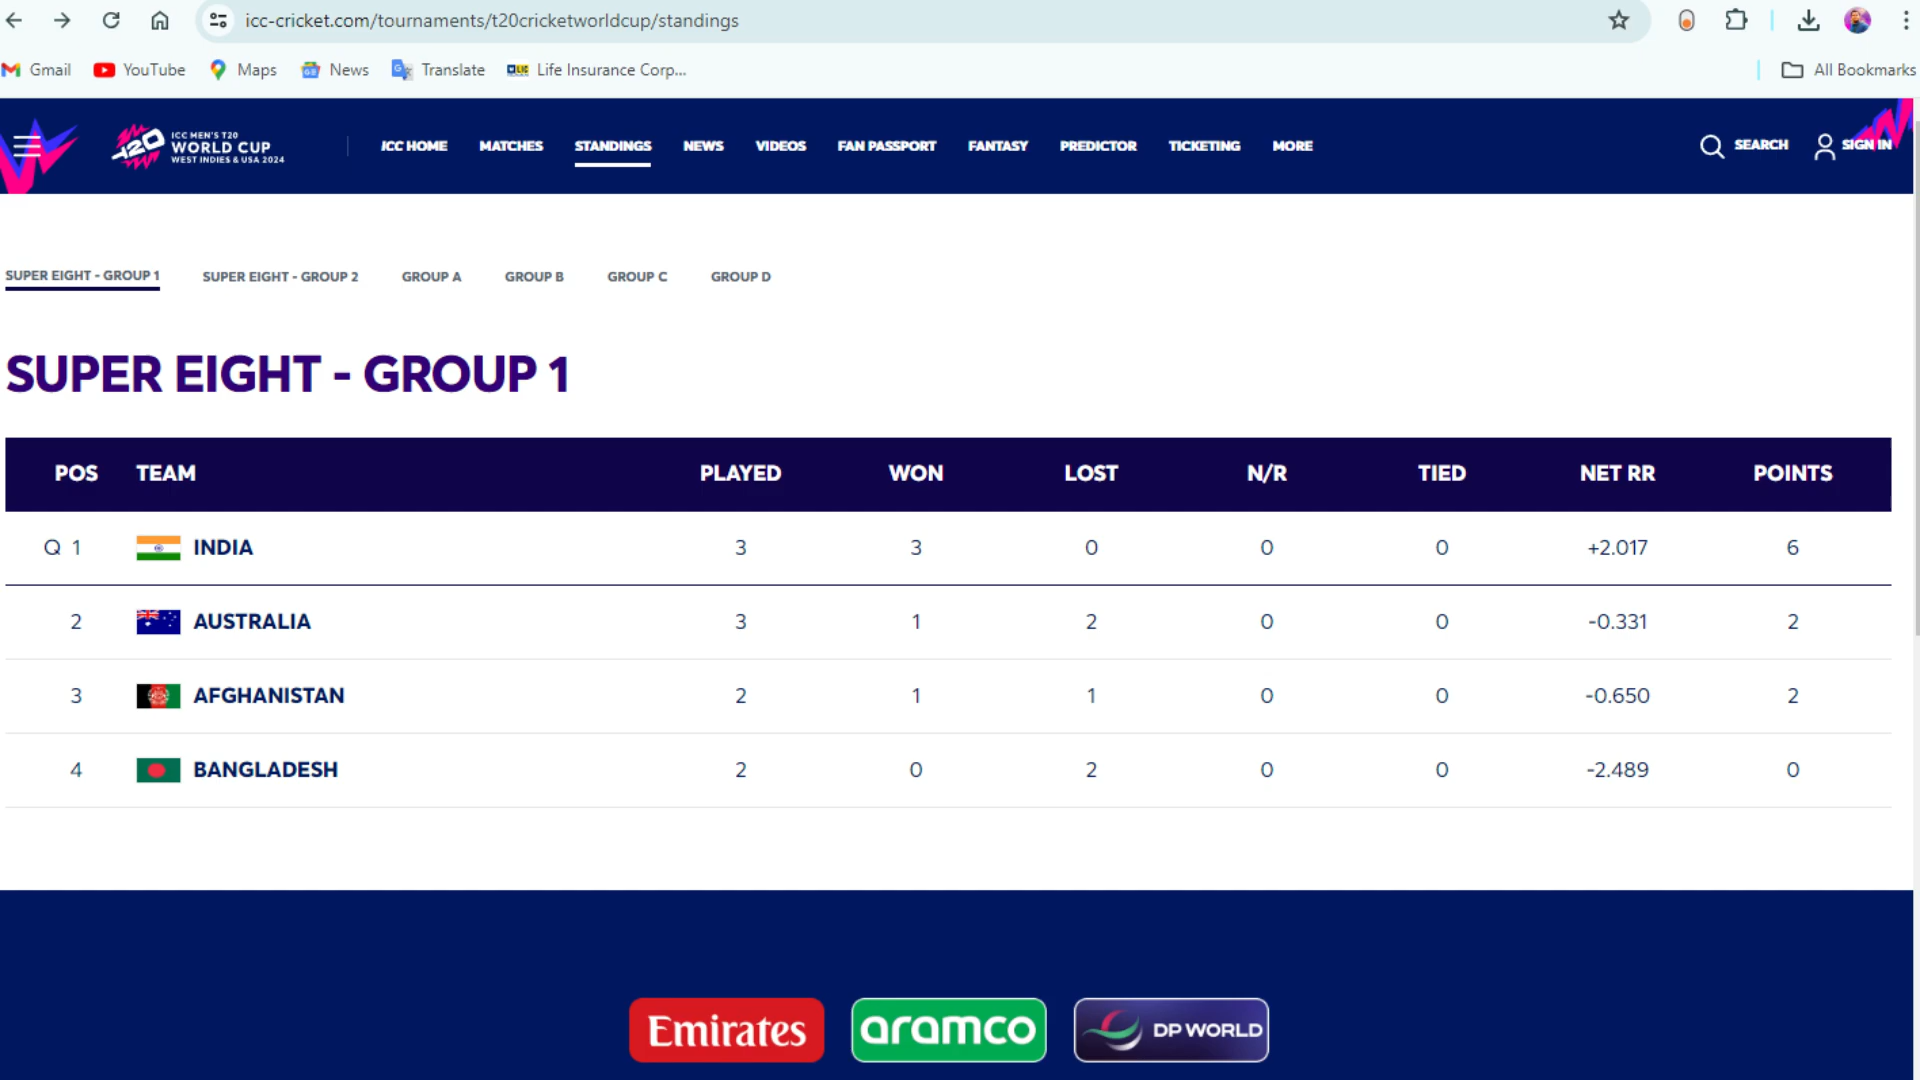 icc-cricket.com/tournaments/t20cricketworldcup/standings
Gmail YouTube Maps News Translate Life Insurance Corp... All Bookmarks
T20 ICC MEN'S T20
WORLD CUP
WEST INDIES & USA 2024
ICC HOME MATCHES STANDINGS NEWS VIDEOS FAN PASSPORT FANTASY PREDICTOR TICKETING MORE SEARCH SIGN IN
SUPER EIGHT - GROUP 1 SUPER EIGHT - GROUP 2 GROUP A GROUP B GROUP C GROUP D
SUPER EIGHT - GROUP 1
POS TEAM PLAYED WON LOST N/R TIED NET RR POINTS
Q 1 INDIA 3 3 0 0 0 +2.017 6
2 AUSTRALIA 3 1 2 0 0 -0.331 2
3 AFGHANISTAN 2 1 1 0 0 -0.650 2
4 BANGLADESH 2 0 2 0 0 -2.489 0
Emirates aramco DP WORLD